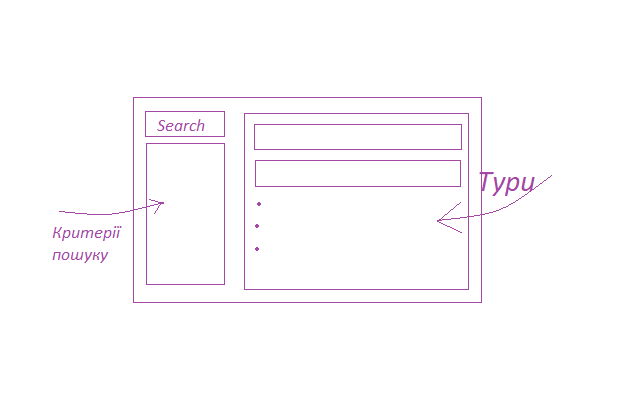 Search
Тури
Критерії
пошуку